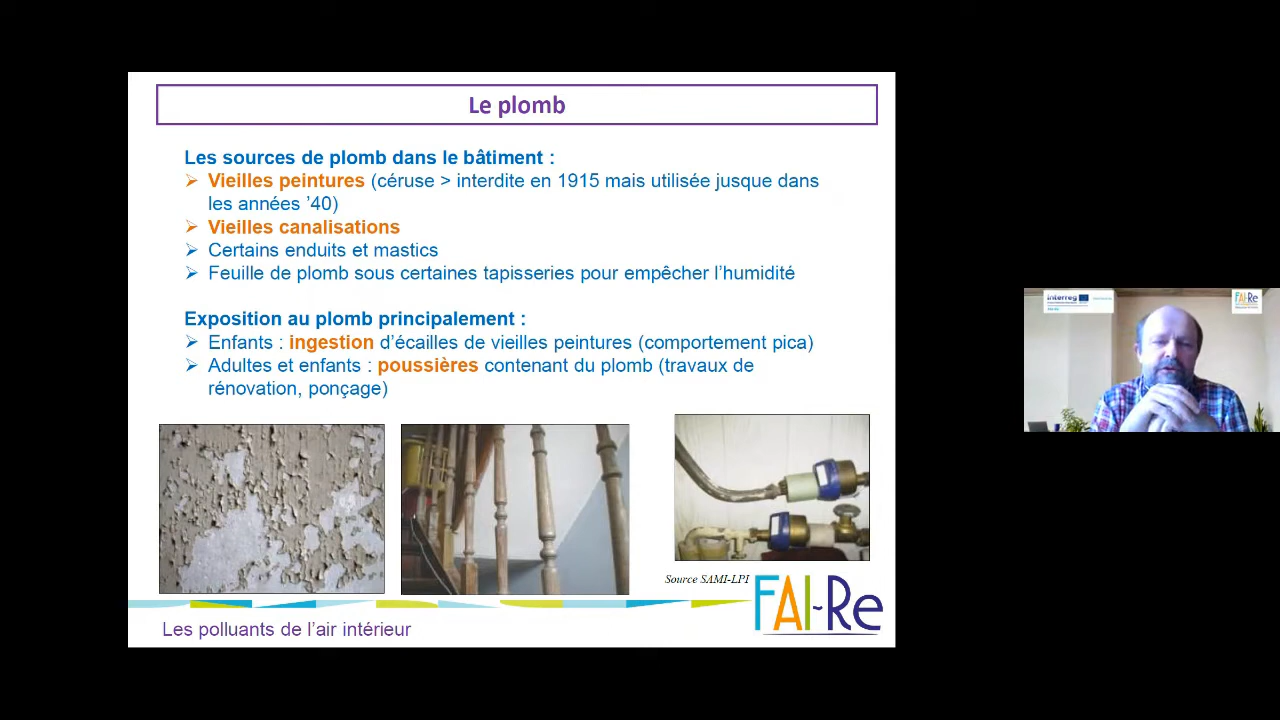 Le plomb
Les sources de plomb dans le bâtiment :
➢ Vieilles peintures (céruse > interdite en 1915 mais utilisée jusque dans
les années ’40)
➢ Vieilles canalisations
➢ Certains enduits et mastics
➢ Feuille de plomb sous certaines tapisseries pour empêcher l’humidité
Exposition au plomb principalement :
➢ Enfants : ingestion d’écailles de vieilles peintures (comportement pica)
➢ Adultes et enfants : poussières contenant du plomb (travaux de
rénovation, ponçage)
Source SAMI-LPI
FAI~Re
Les polluants de l’air intérieur
Interreg
FAI-Re